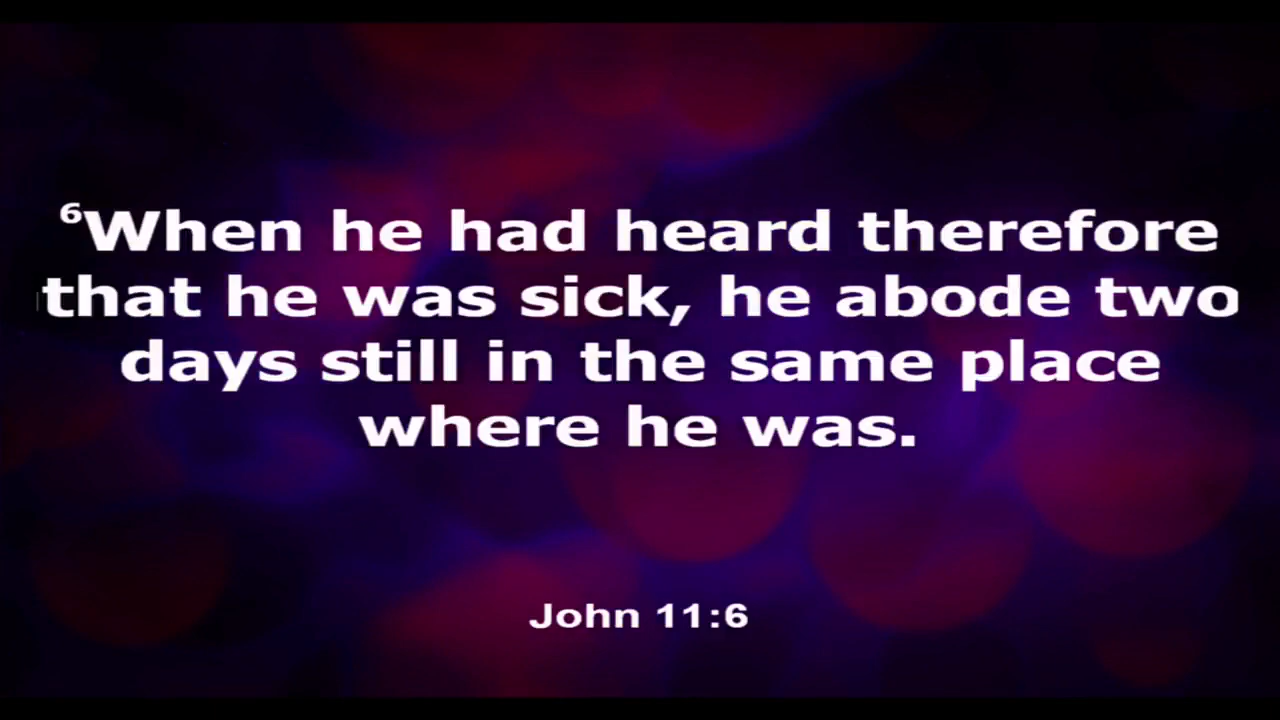 ⁶When he had heard therefore
that he was sick, he abode two
days still in the same place
where he was.
John 11:6